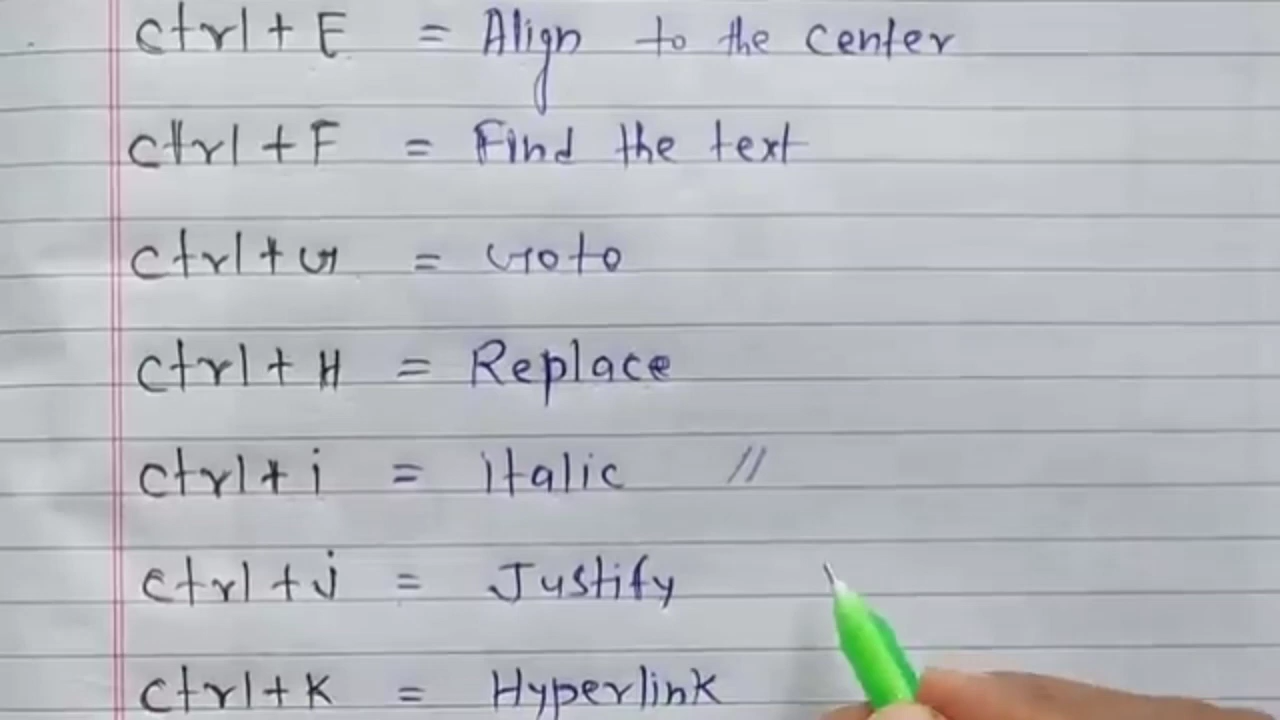 Ctrl + E = Align to the center
Ctrl + F = Find the text
Ctrl + G = Goto
Ctrl + H = Replace
Ctrl + i = italic //
Ctrl + j = Justify
Ctrl + K = Hyperlink